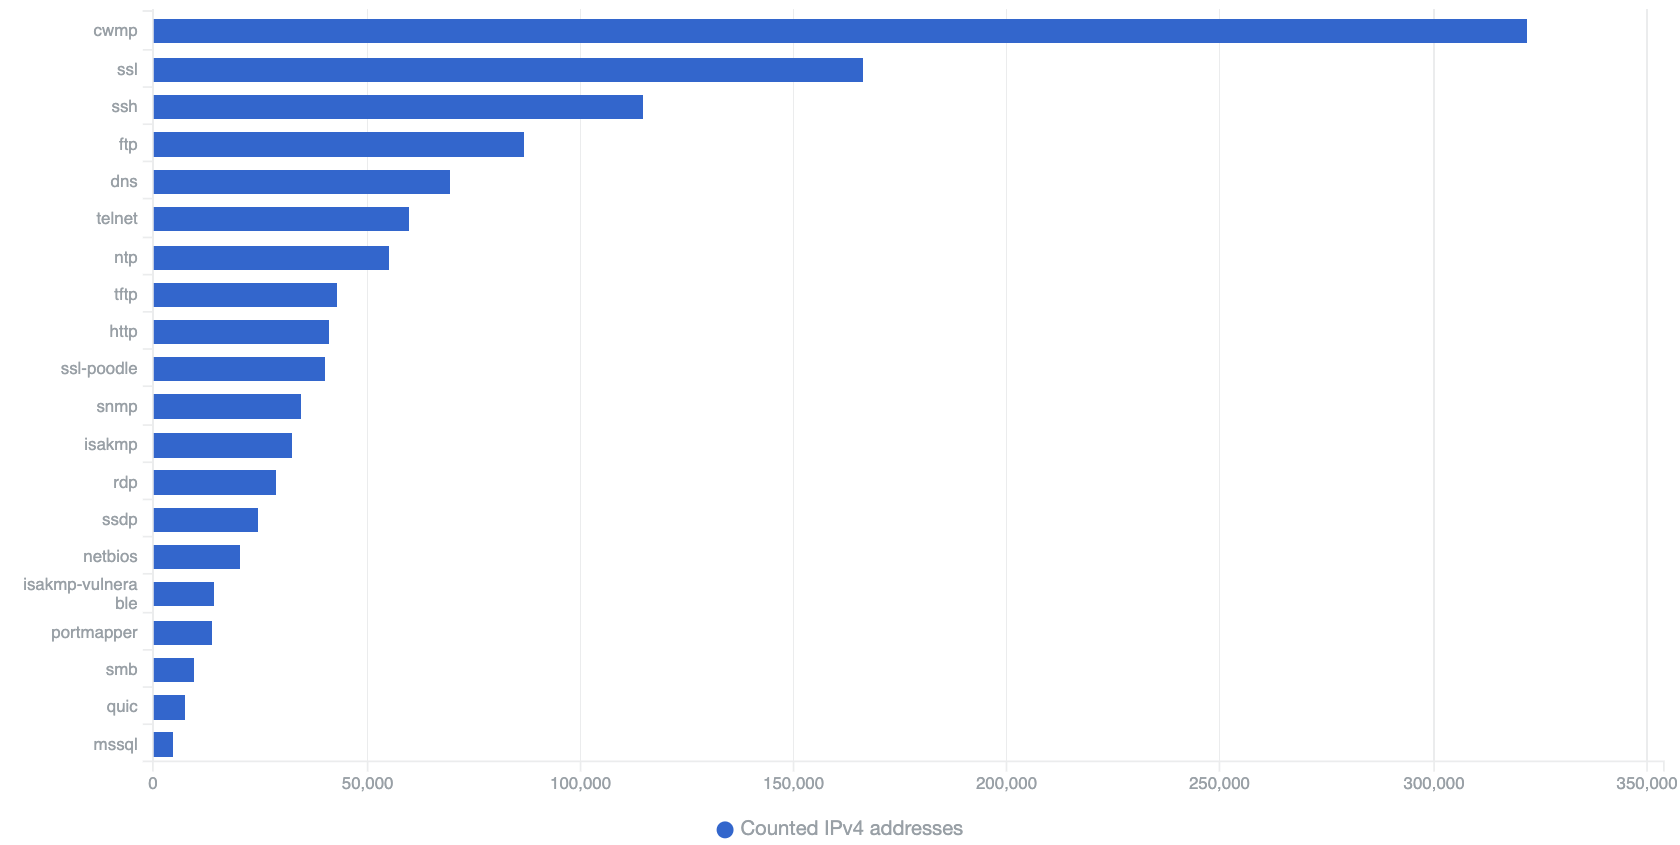 cwmp
ssl
ssh
ftp
dns
telnet
ntp
tftp
http
ssl-poodle
snmp
isakmp
rdp
ssdp
netbios
isakmp-vulnera
ble
portmapper
smb
quic
mssql
0 50,000 100,000 150,000 200,000 250,000 300,000 350,000
Counted IPv4 addresses